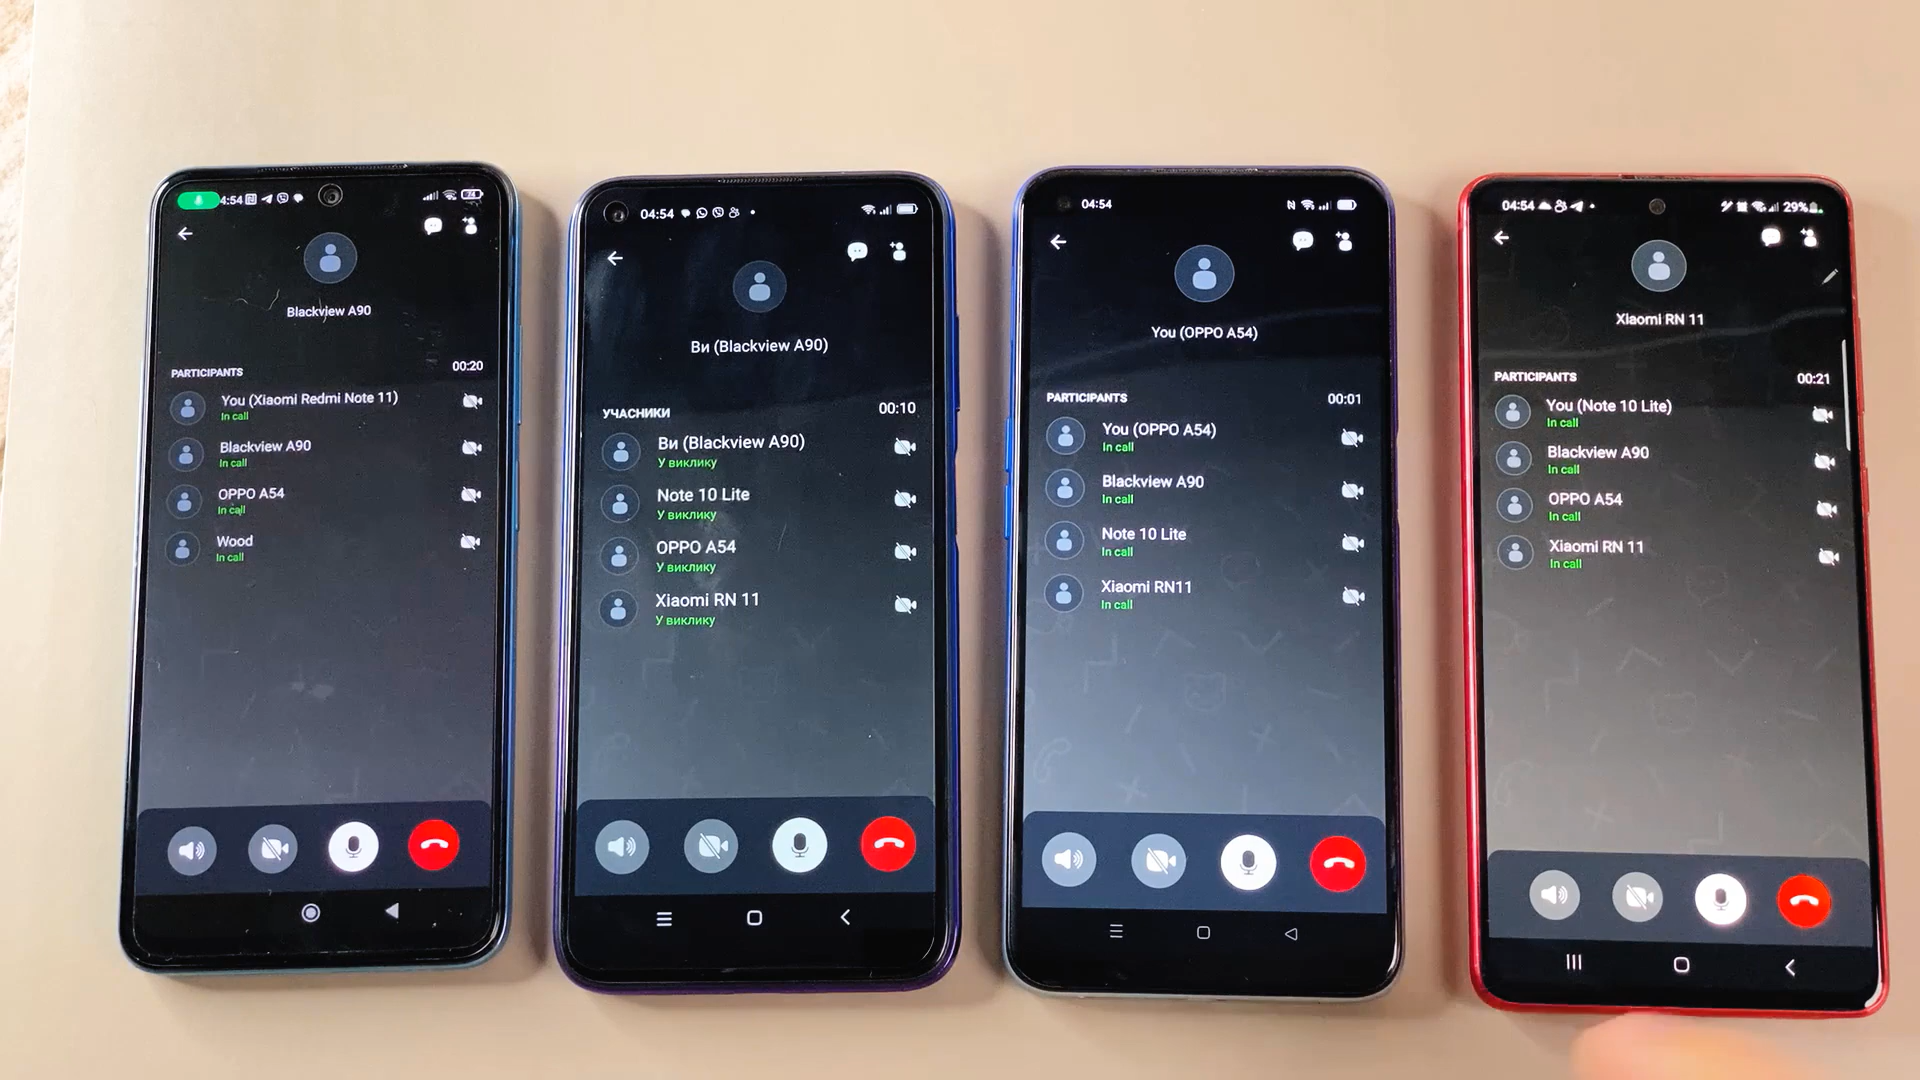 4:54
74
Blackview A90
PARTICIPANTS 00:20
You (Xiaomi Redmi Note 11)
In call
Blackview A90
In call
OPPO A54
In call
Wood
In call
04:54
Ви (Blackview A90)
УЧАСНИКИ 00:10
Ви (Blackview A90)
У виклику
Note 10 Lite
У виклику
OPPO A54
У виклику
Xiaomi RN 11
У виклику
04:54
You (OPPO A54)
PARTICIPANTS 00:01
You (OPPO A54)
In call
Blackview A90
In call
Note 10 Lite
In call
Xiaomi RN11
In call
04:54 29%
Xiaomi RN 11
PARTICIPANTS 00:21
You (Note 10 Lite)
In call
Blackview A90
In call
OPPO A54
In call
Xiaomi RN 11
In call